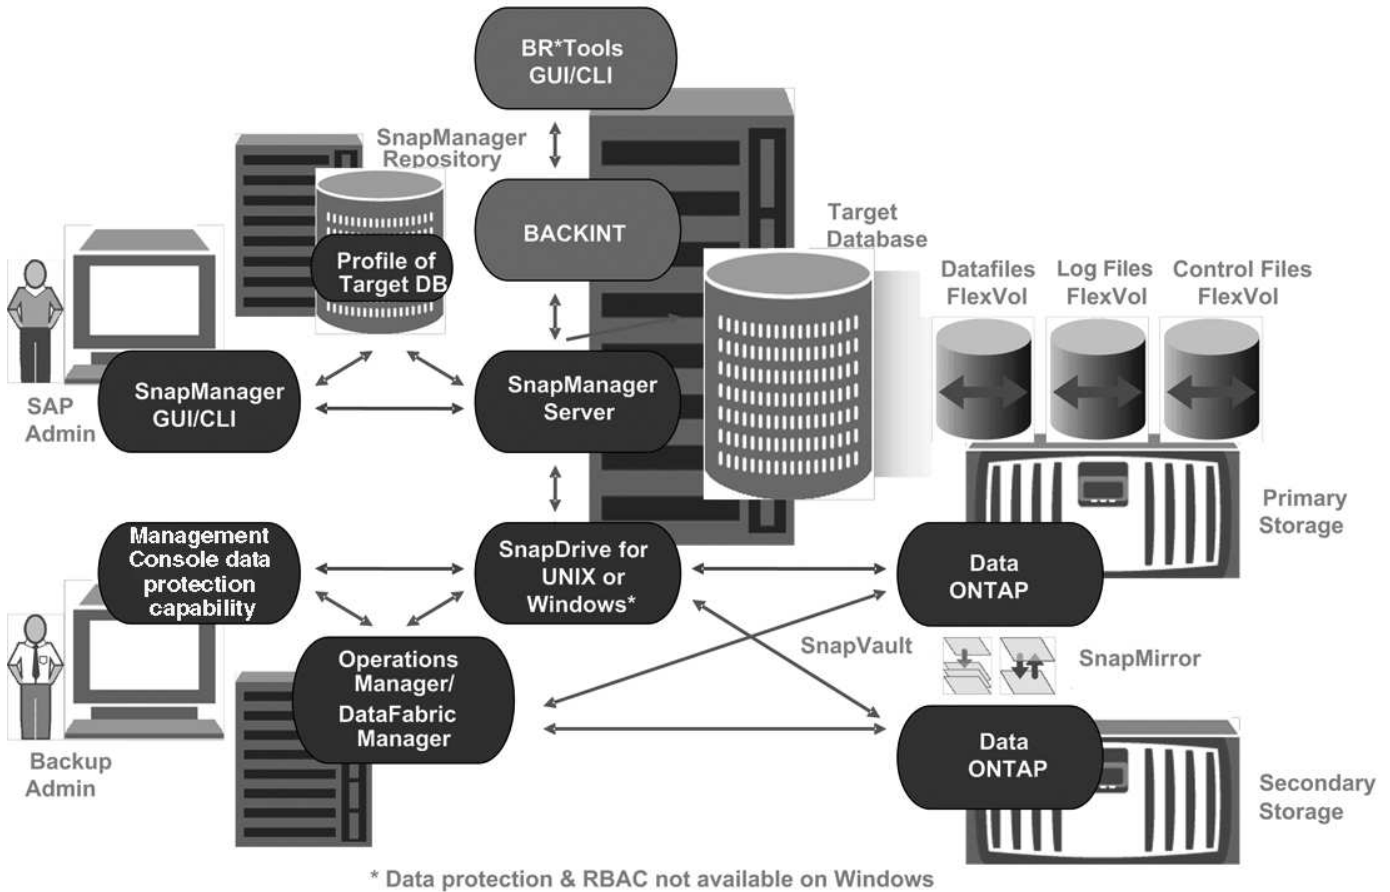 BR*Tools
GUI/CLI
SnapManager
Repository
BACKINT
Target
Database
Profile of
Target DB
Datafiles
FlexVol
Log Files
FlexVol
Control Files
FlexVol
SnapManager
GUI/CLI
SnapManager
Server
SAP
Admin
Primary
Storage
Management
Console data
protection
capability
SnapDrive for
UNIX or
Windows*
Data
ONTAP
SnapVault
SnapMirror
Operations
Manager/
DataFabric
Manager
Data
ONTAP
Backup
Admin
Secondary
Storage
* Data protection & RBAC not available on Windows